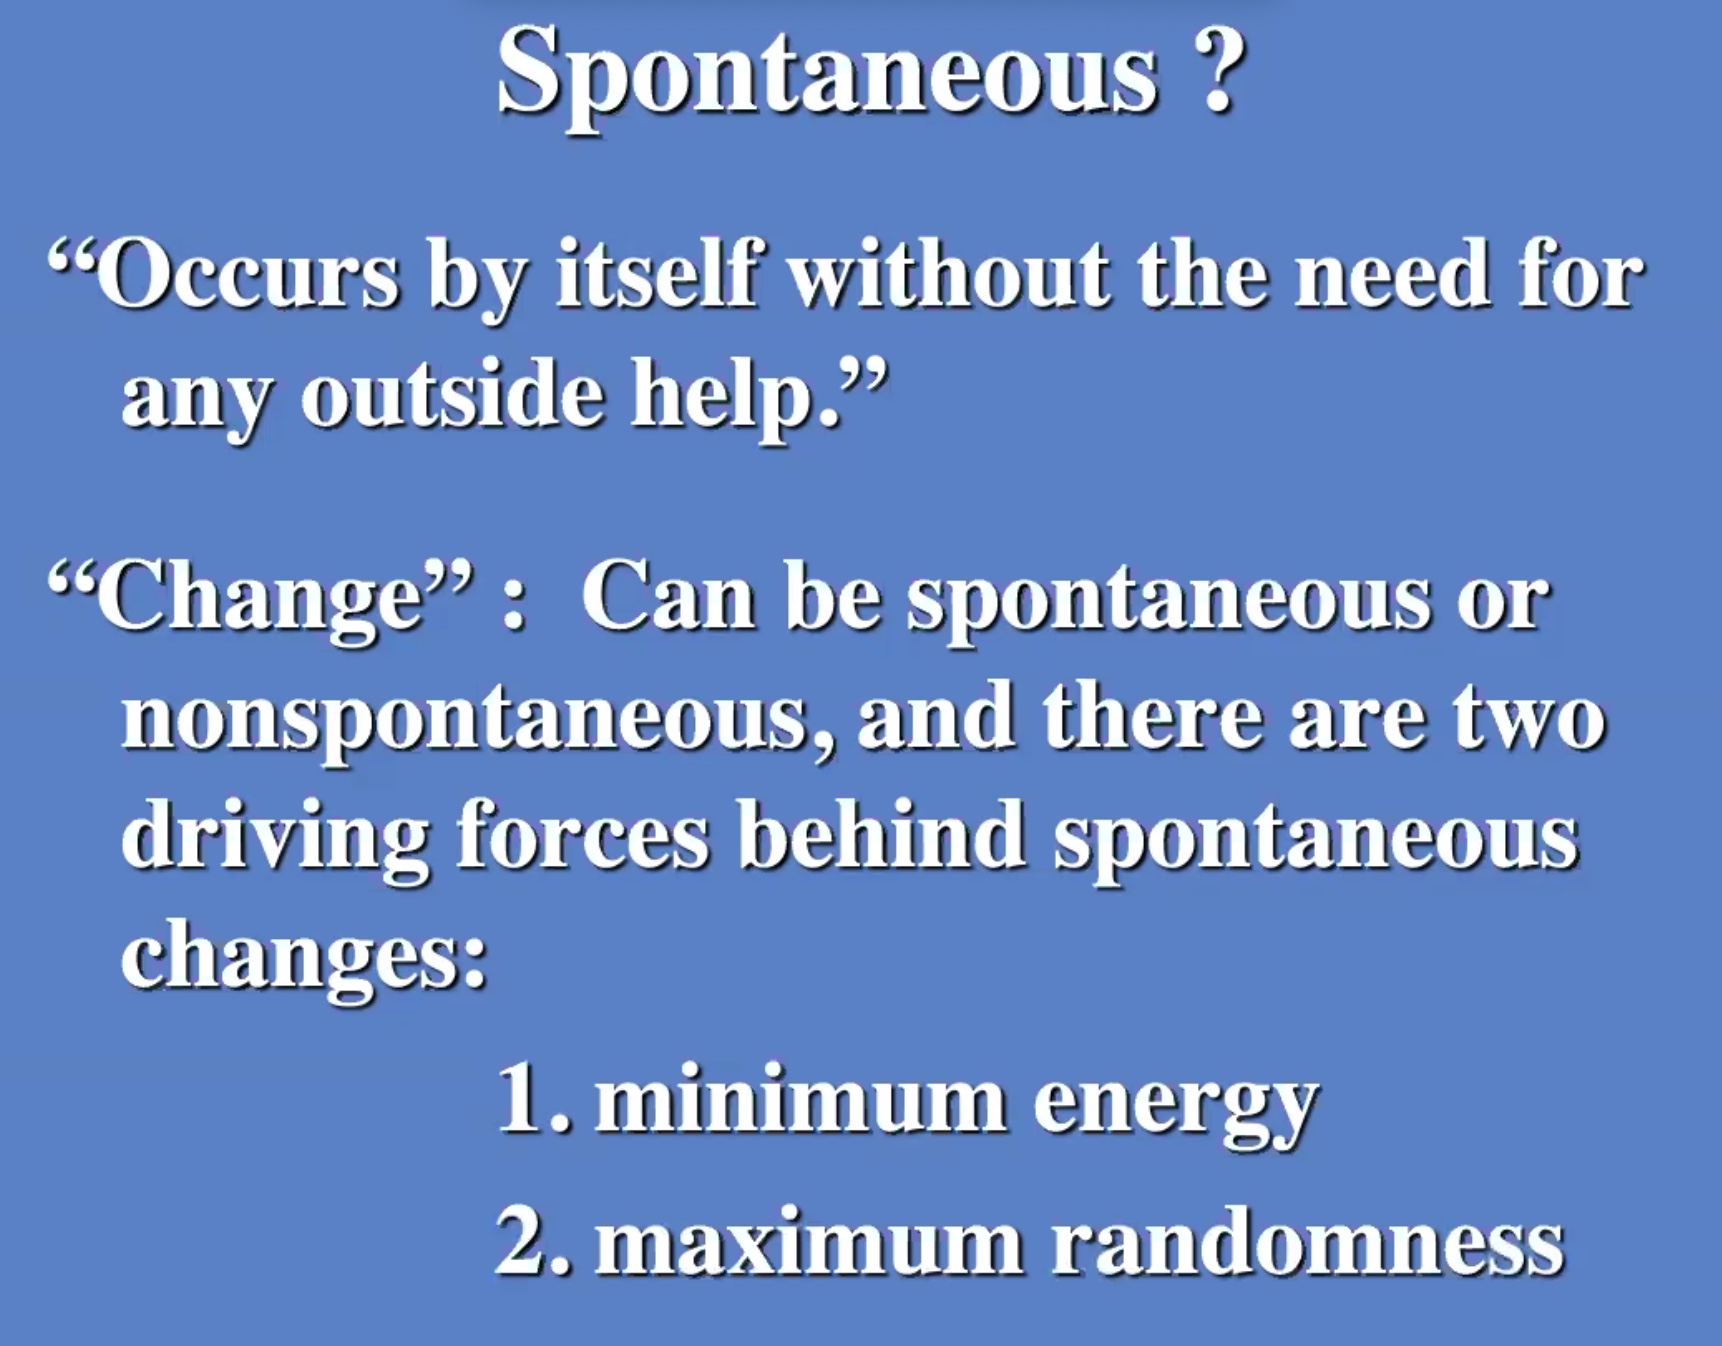 Spontaneous ?
“Occurs by itself without the need for
any outside help.”
“Change” :  Can be spontaneous or
nonspontaneous, and there are two
driving forces behind spontaneous
changes:
1. minimum energy
2. maximum randomness